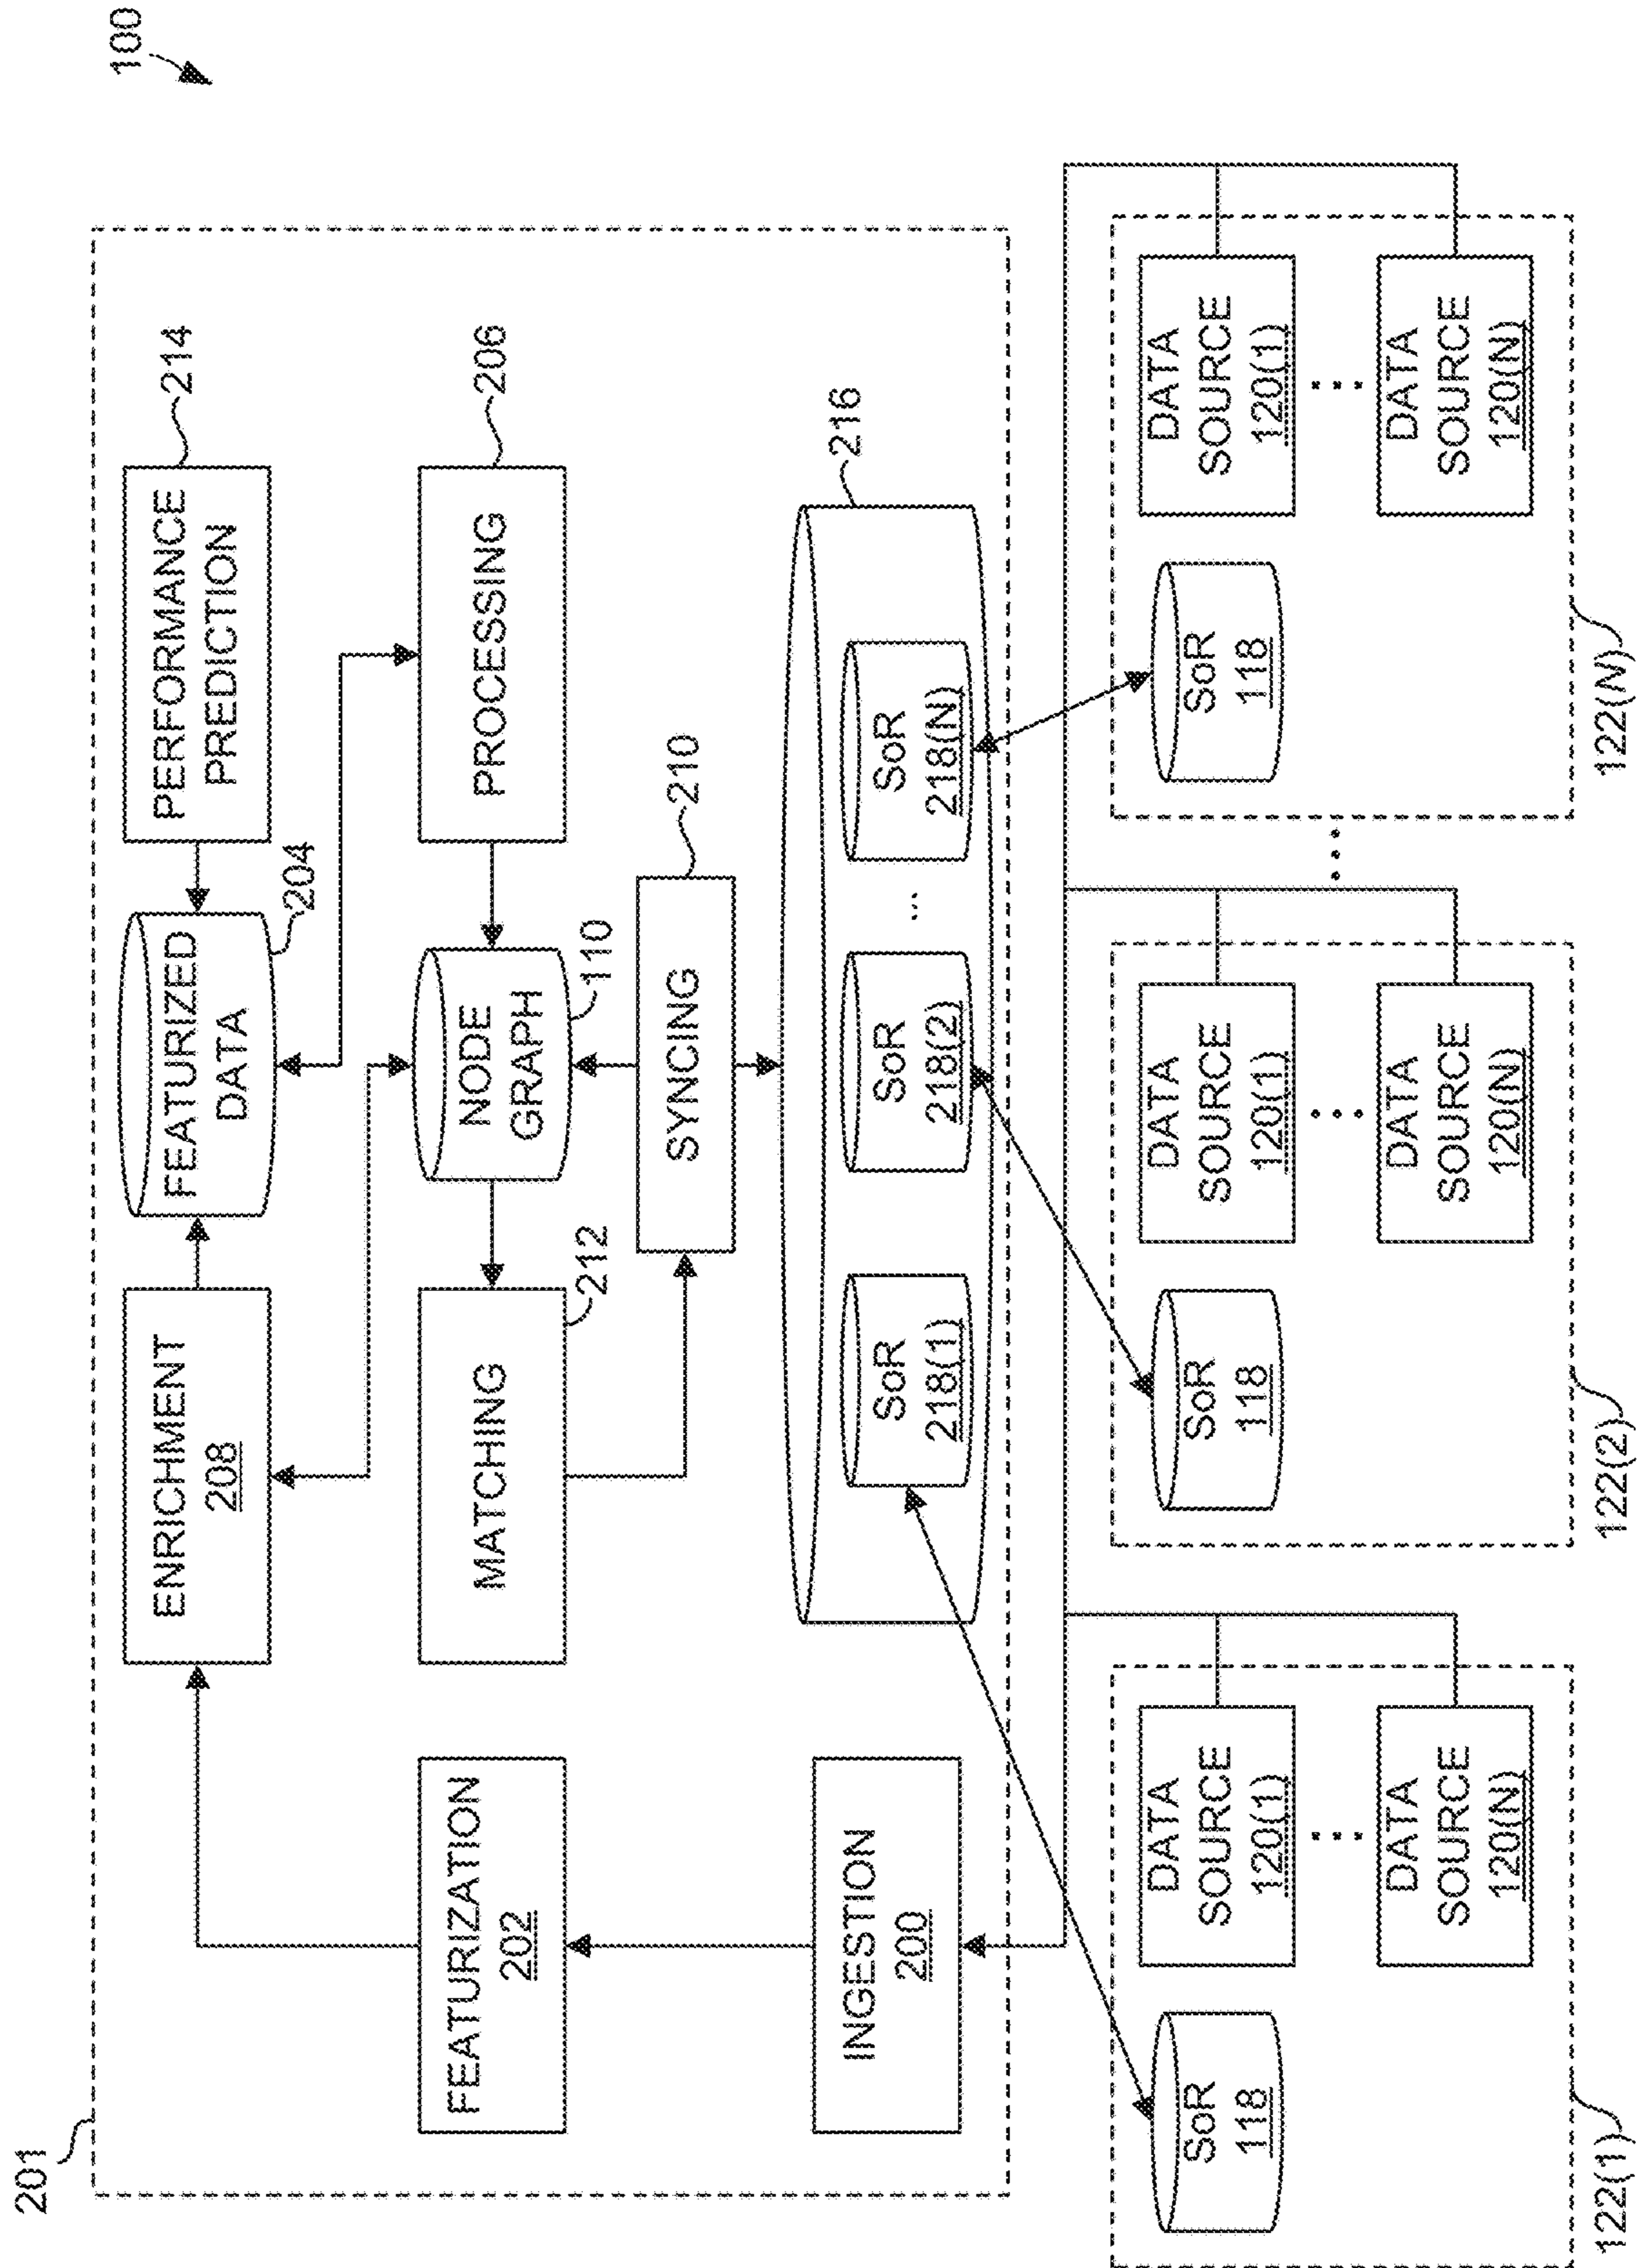 100
201
ENRICHMENT
208
FEATURIZED
DATA
204
PERFORMANCE
PREDICTION
214
FEATURIZATION
202
MATCHING
212
NODE
GRAPH
110
PROCESSING
206
SYNCING
210
INGESTION
200
216
SoR
218(1)
SoR
218(2)
...
SoR
218(N)
SoR
118
DATA
SOURCE
120(1)
...
DATA
SOURCE
120(N)
122(1)
SoR
118
DATA
SOURCE
120(1)
...
DATA
SOURCE
120(N)
122(2)
...
SoR
118
DATA
SOURCE
120(1)
...
DATA
SOURCE
120(N)
122(N)